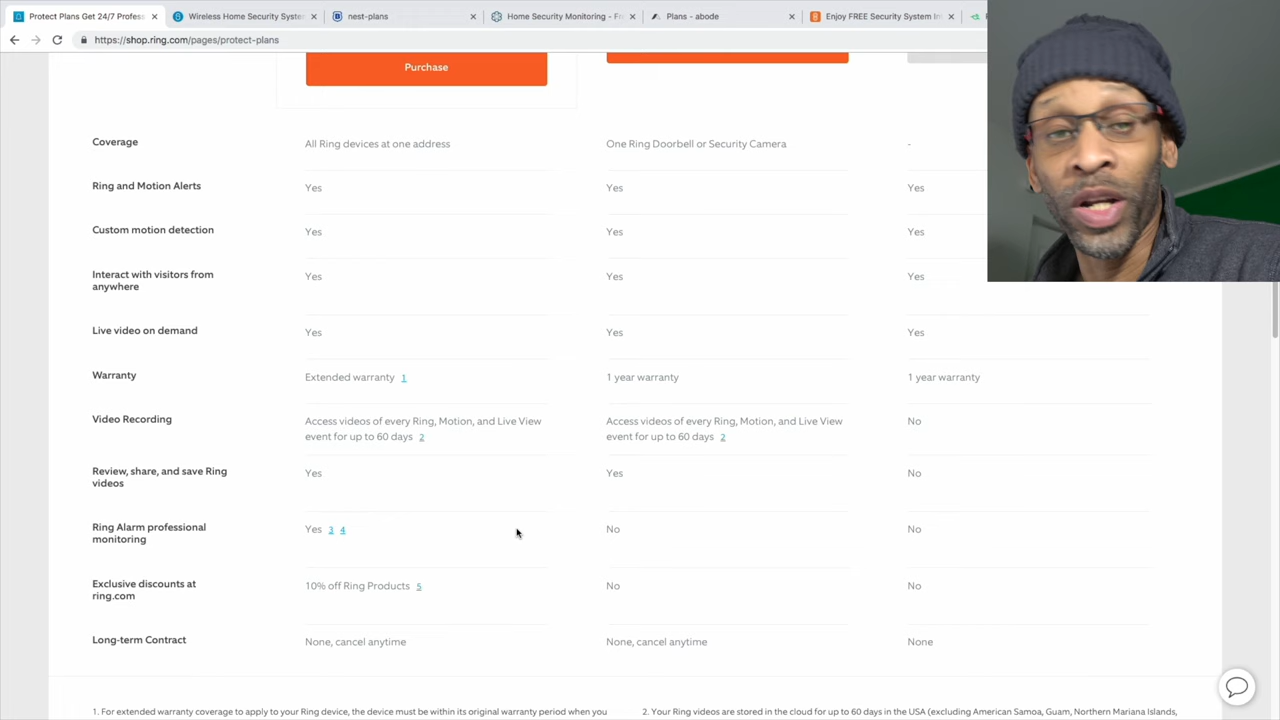 Protect Plans Get 24/7 Profess
Wireless Home Security Syste
nest-plans
Home Security Monitoring - Fr
Plans - abode
Enjoy FREE Security System In
https://shop.ring.com/pages/protect-plans
Purchase
Coverage
All Ring devices at one address
One Ring Doorbell or Security Camera
-
Ring and Motion Alerts
Yes
Yes
Yes
Custom motion detection
Yes
Yes
Yes
Interact with visitors from
anywhere
Yes
Yes
Yes
Live video on demand
Yes
Yes
Yes
Warranty
Extended warranty 1
1 year warranty
1 year warranty
Video Recording
Access videos of every Ring, Motion, and Live View
event for up to 60 days 2
Access videos of every Ring, Motion, and Live View
event for up to 60 days 2
No
Review, share, and save Ring
videos
Yes
Yes
No
Ring Alarm professional
monitoring
Yes 3 4
No
No
Exclusive discounts at
ring.com
10% off Ring Products 5
No
No
Long-term Contract
None, cancel anytime
None, cancel anytime
None
1. For extended warranty coverage to apply to your Ring device, the device must be within its original warranty period when you
2. Your Ring videos are stored in the cloud for up to 60 days in the USA (excluding American Samoa, Guam, Northern Mariana Islands,